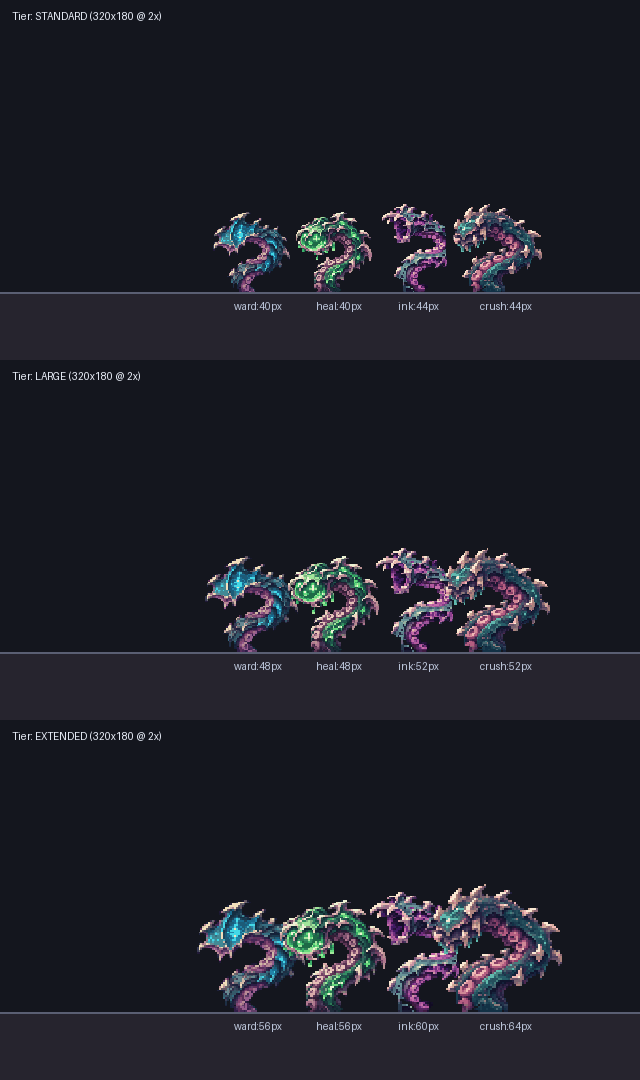 Tier: STANDARD (320x180 @ 2x)
ward:40px heal:40px ink:44px crush:44px
Tier: LARGE (320x180 @ 2x)
ward:48px heal:48px ink:52px crush:52px
Tier: EXTENDED (320x180 @ 2x)
ward:56px heal:56px ink:60px crush:64px